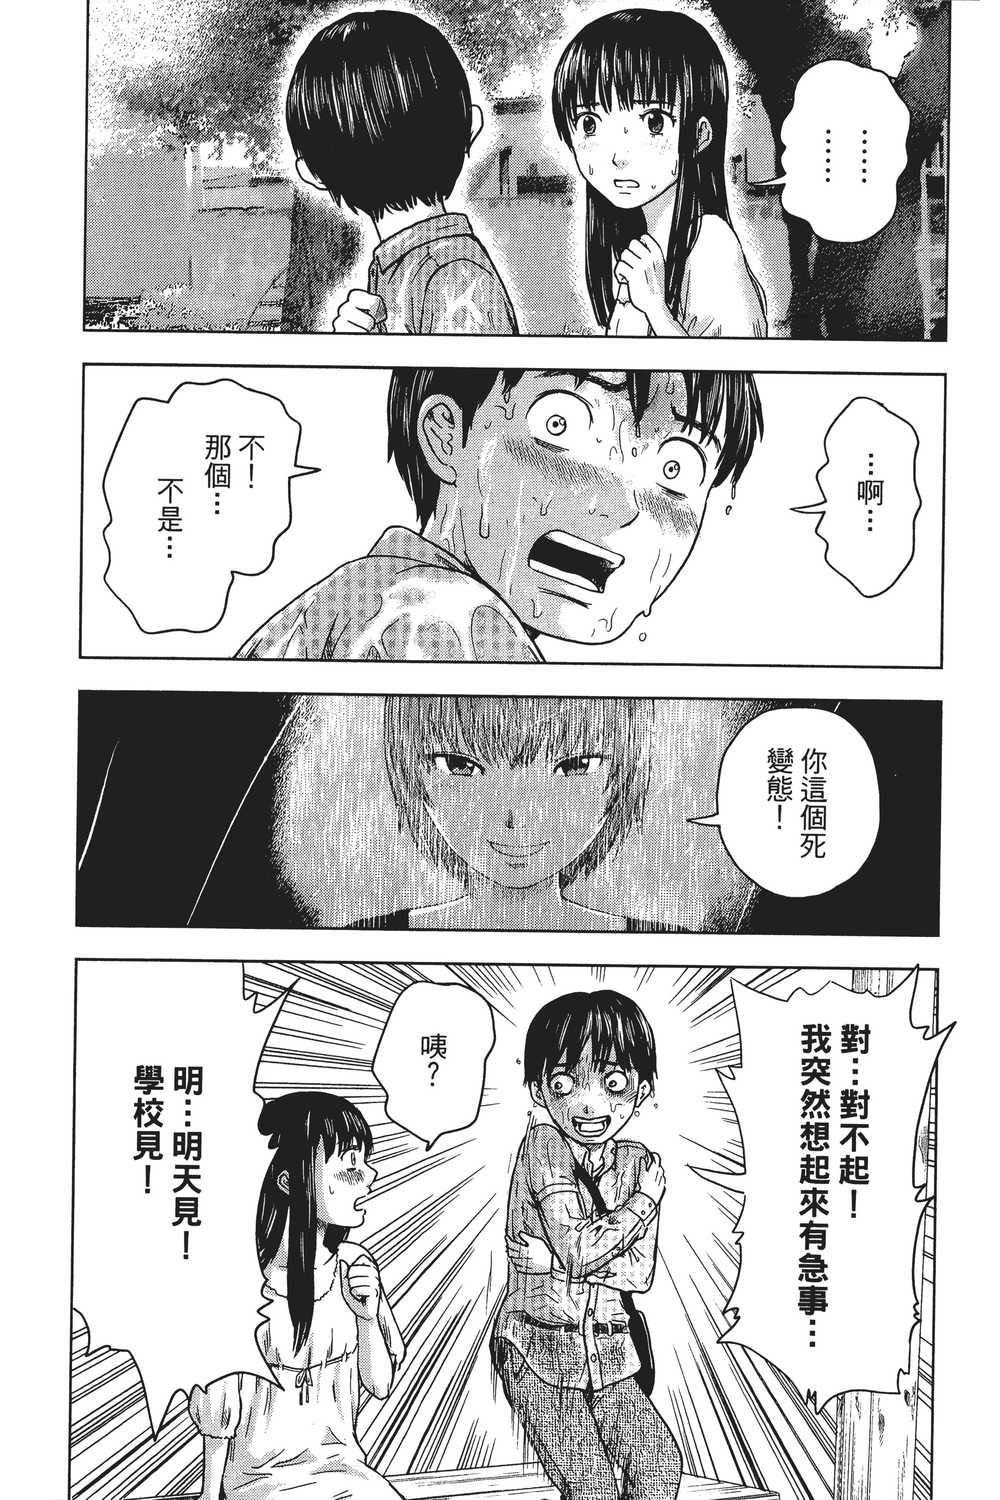 ……
……
…啊…
不！
那個…
不是…
你這個死
變態！
對…對不起！
我突然想起來有急事…
咦？
明…明天見！
學校見！